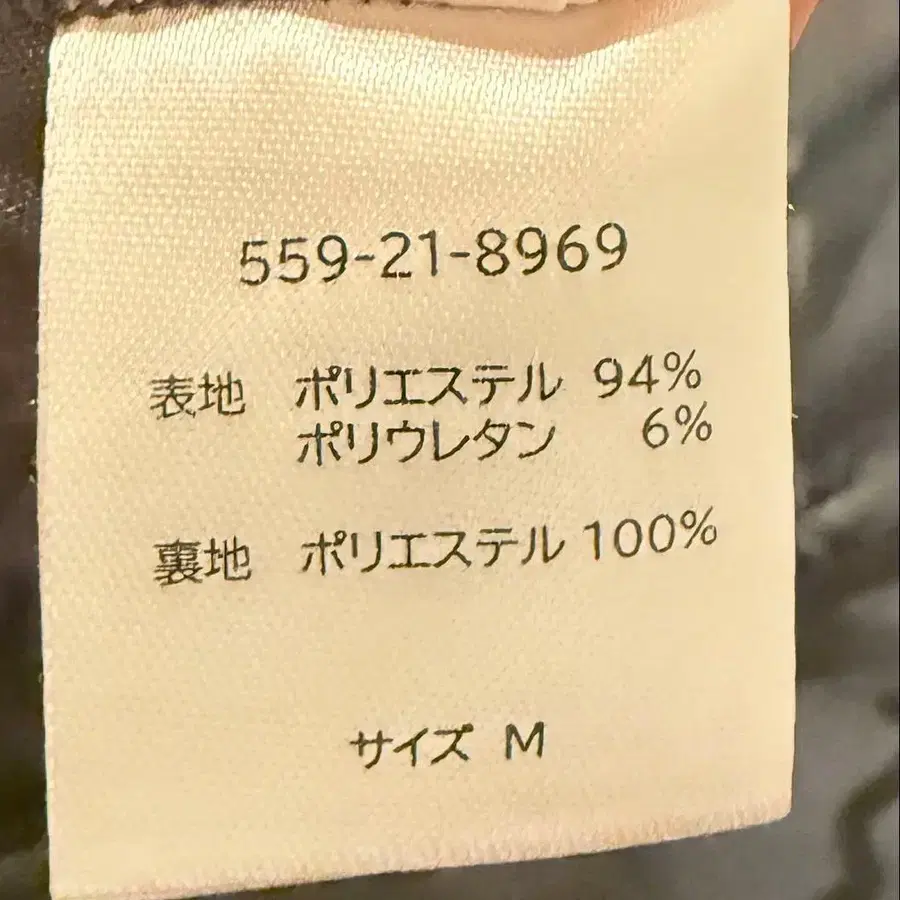 559-21-8969
表地 ポリエステル 94%
ポリウレタン 6%
裏地 ポリエステル 100%
サイズ M